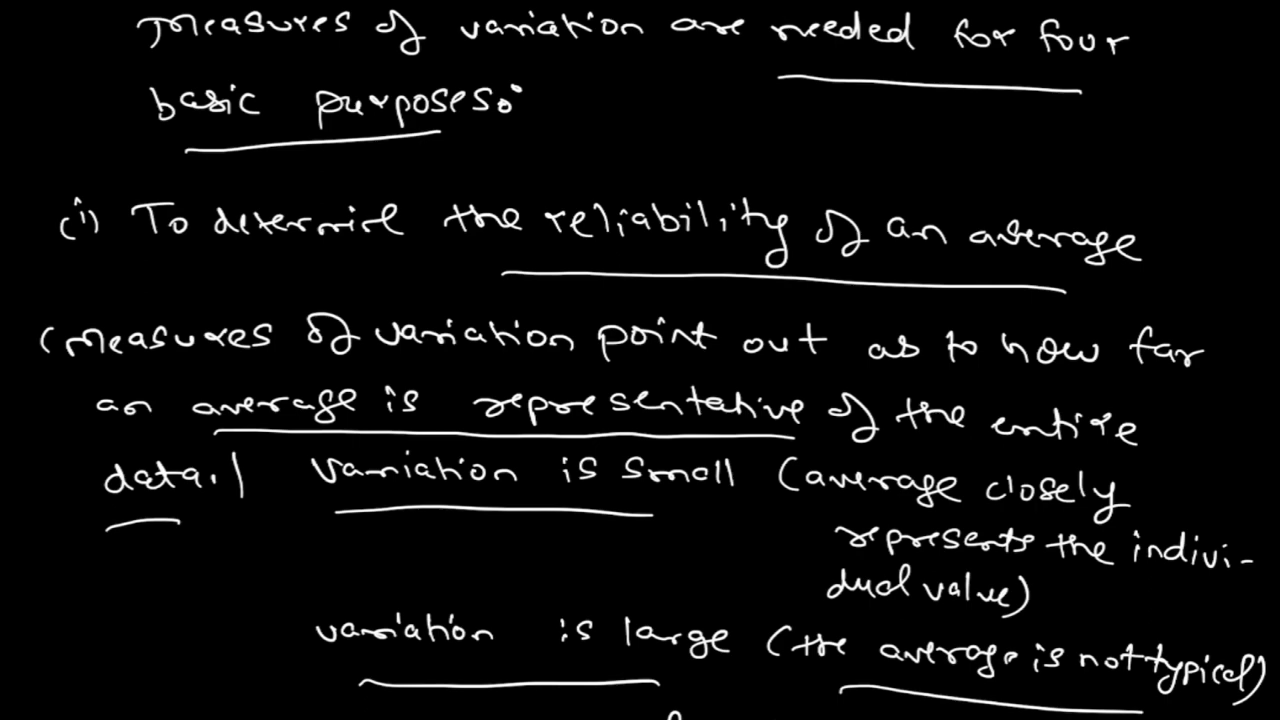 Measures of variation are needed for four
basic purposes:
(i) To determine the reliability of an average
(Measures of variation point out as to how far
an average is representative of the entire
data.) variation is small (average closely
represents the indivi-
dual value)
variation is large (the average is not typical)